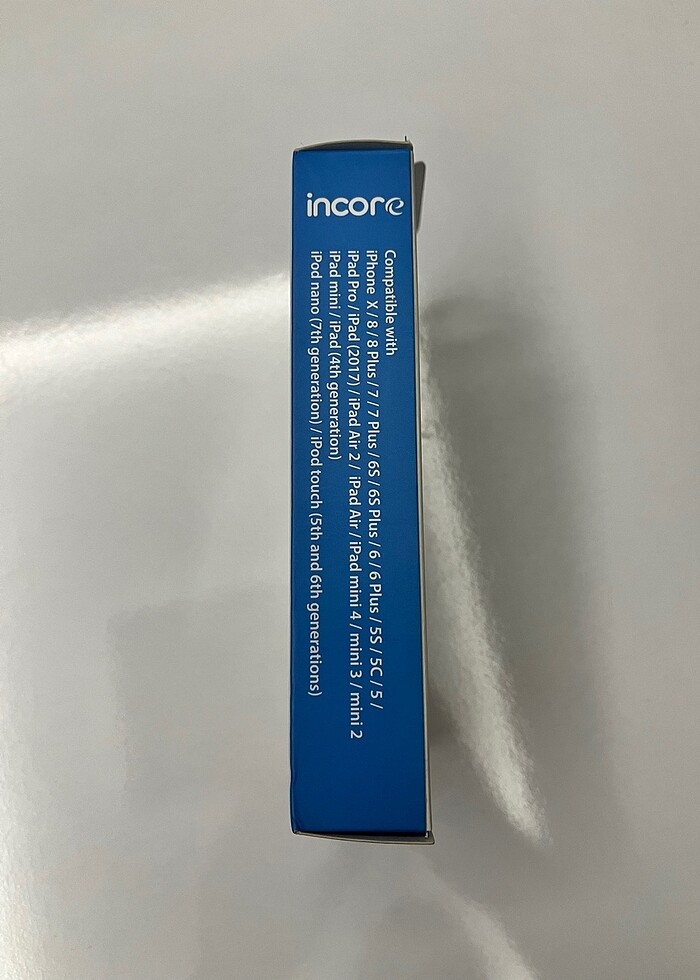 incore
Compatible with
iPhone X / 8 / 8 Plus / 7 / 7 Plus / 6S / 6S Plus / 6 / 6 Plus / 5S / 5C / 5 /
iPad Pro / iPad (2017) / iPad Air 2 / iPad Air / iPad mini 4 / mini 3 / mini 2
iPad mini / iPad (4th generation)
iPod nano (7th generation) / iPod touch (5th and 6th generations)